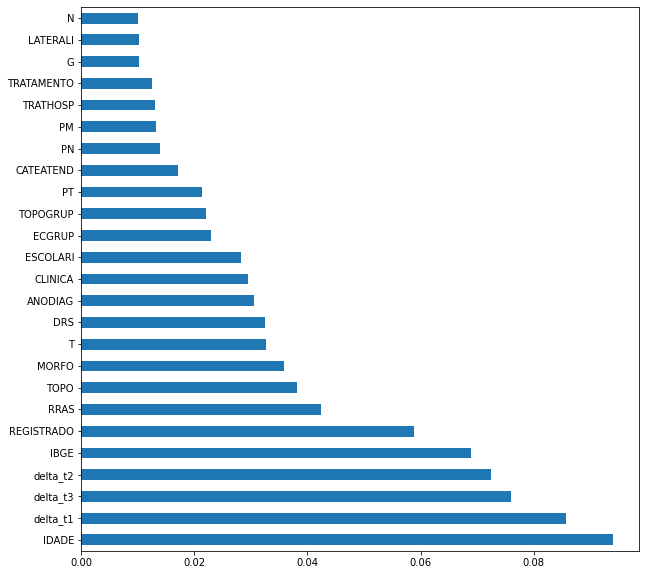 N
LATERALI
G
TRATAMENTO
TRATHOSP
PM
PN
CATEATEND
PT
TOPOGRUP
ECGRUP
ESCOLARI
CLINICA
ANODIAG
DRS
T
MORFO
TOPO
RRAS
REGISTRADO
IBGE
delta_t2
delta_t3
delta_t1
IDADE
0.00 0.02 0.04 0.06 0.08